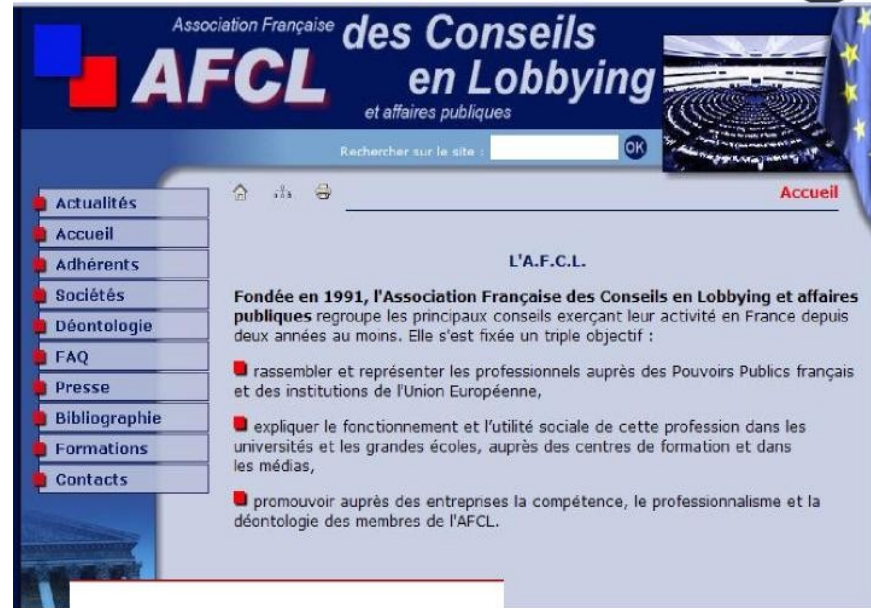 Association Française des Conseils
AFCL en Lobbying
et affaires publiques
Rechercher sur le site : OK
Accueil
Actualités
Accueil
Adhérents
Sociétés
Déontologie
FAQ
Presse
Bibliographie
Formations
Contacts
L'A.F.C.L.
Fondée en 1991, l'Association Française des Conseils en Lobbying et affaires
publiques regroupe les principaux conseils exerçant leur activité en France depuis
deux années au moins. Elle s'est fixée un triple objectif :
rassembler et représenter les professionnels auprès des Pouvoirs Publics français
et des institutions de l'Union Européenne,
expliquer le fonctionnement et l'utilité sociale de cette profession dans les
universités et les grandes écoles, auprès des centres de formation et dans
les médias,
promouvoir auprès des entreprises la compétence, le professionnalisme et la
déontologie des membres de l'AFCL.